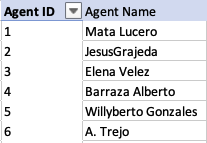 Agent ID Agent Name
1 Mata Lucero
2 JesusGrajeda
3 Elena Velez
4 Barraza Alberto
5 Willyberto Gonzales
6 A. Trejo